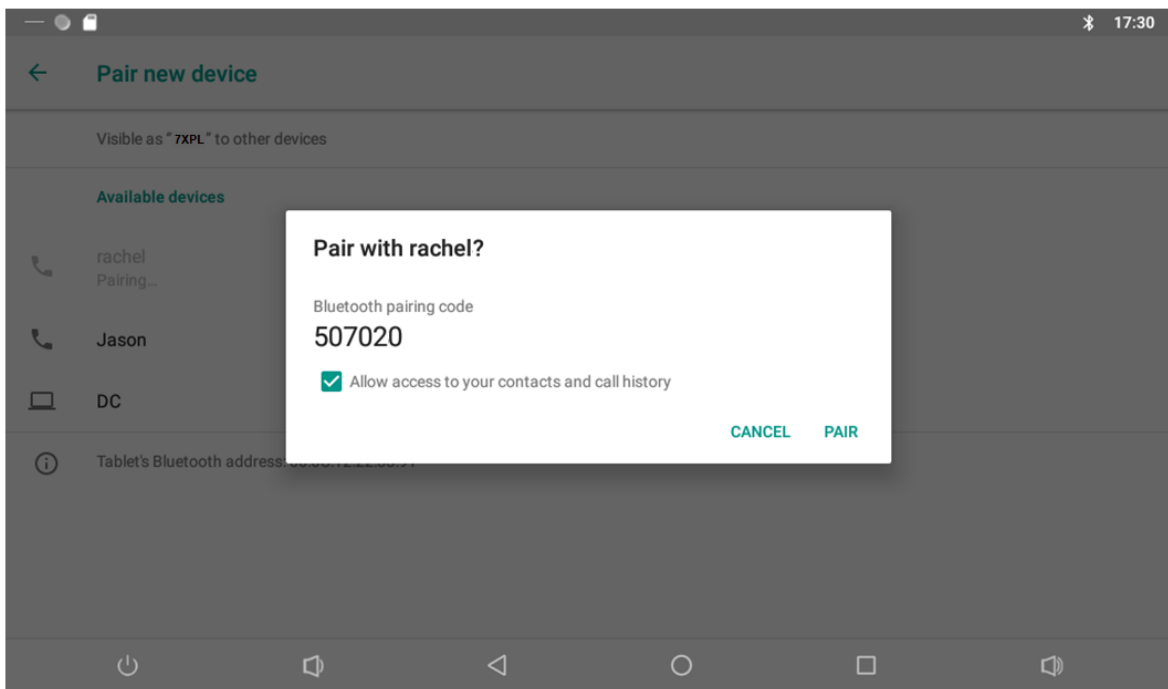 17:30
Pair new device
Visible as "7XPL" to other devices
Available devices
rachel
Pairing...
Jason
DC
Tablet's Bluetooth address:
Pair with rachel?
Bluetooth pairing code
507020
Allow access to your contacts and call history
CANCEL PAIR